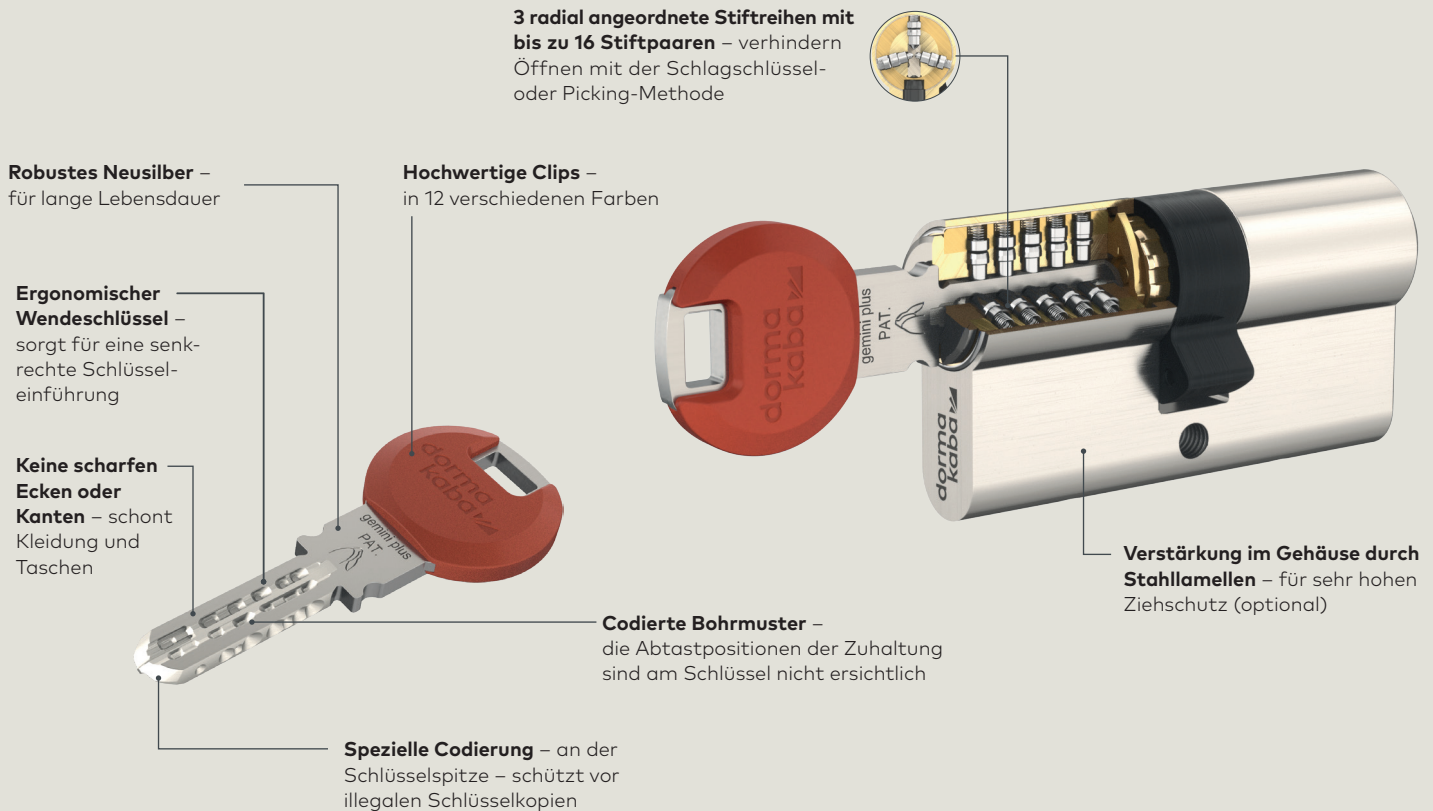 3 radial angeordnete Stiftreihen mit
bis zu 16 Stiftpaaren – verhindern
Öffnen mit der Schlagschlüssel-
oder Picking-Methode
Robustes Neusilber –
für lange Lebensdauer
Hochwertige Clips –
in 12 verschiedenen Farben
Ergonomischer
Wendeschlüssel –
sorgt für eine senk-
rechte Schlüssel-
einführung
Keine scharfen
Ecken oder
Kanten – schont
Kleidung und
Taschen
dorma
kaba
gemini plus
PAT.
dorma
kaba
gemini plus
PAT.
dorma
kaba
Verstärkung im Gehäuse durch
Stahllamellen – für sehr hohen
Ziehschutz (optional)
Codierte Bohrmuster –
die Abtastpositionen der Zuhaltung
sind am Schlüssel nicht ersichtlich
Spezielle Codierung – an der
Schlüsselspitze – schützt vor
illegalen Schlüsselkopien